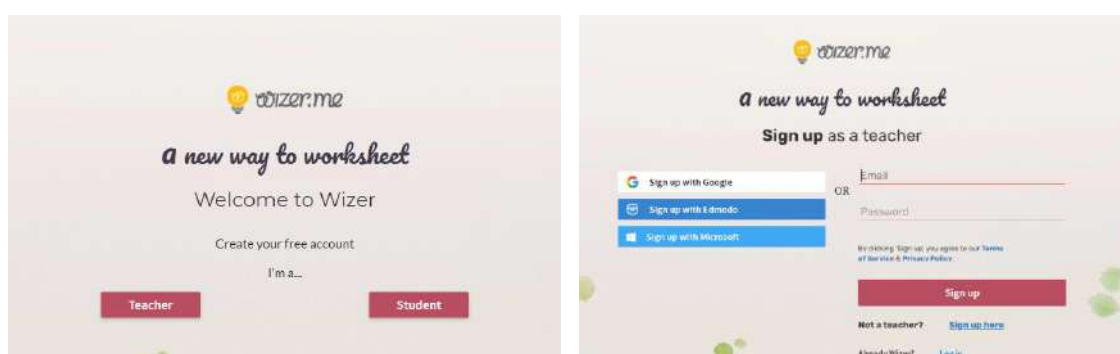 wizer.me
a new way to worksheet
Welcome to Wizer
Create your free account
I'm a...
Teacher
Student
wizer.me
a new way to worksheet
Sign up as a teacher
Sign up with Google
Sign up with Edmodo
Sign up with Microsoft
OR
Email
Password
By clicking 'Sign up', you agree to our Terms
of Service & Privacy Policy.
Sign up
Not a teacher? Sign up here
Already Wizer? Login